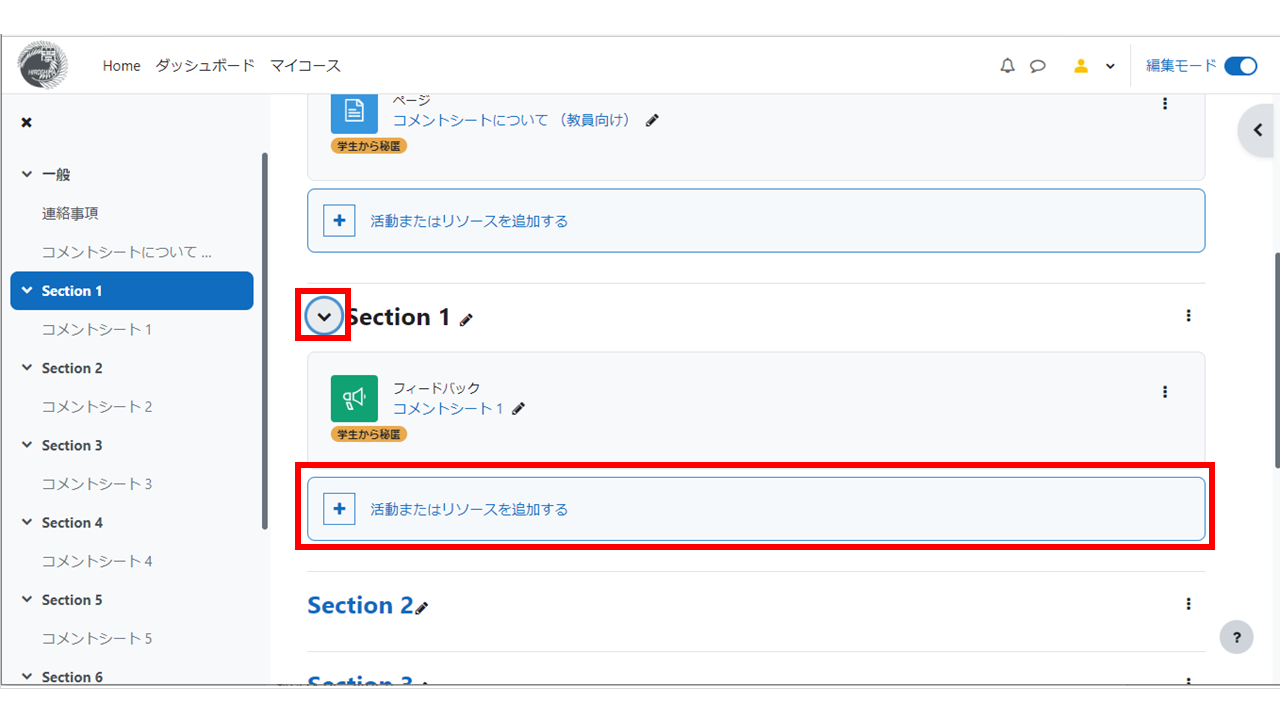 Home ダッシュボード マイコース 編集モード
一般
連絡事項
コメントシートについて ...
Section 1
コメントシート 1
Section 2
コメントシート 2
Section 3
コメントシート 3
Section 4
コメントシート 4
Section 5
コメントシート 5
Section 6
ページ
コメントシートについて （教員向け）
学生から秘匿
+ 活動またはリソースを追加する
Section 1
フィードバック
コメントシート 1
学生から秘匿
+ 活動またはリソースを追加する
Section 2
Section 3
?